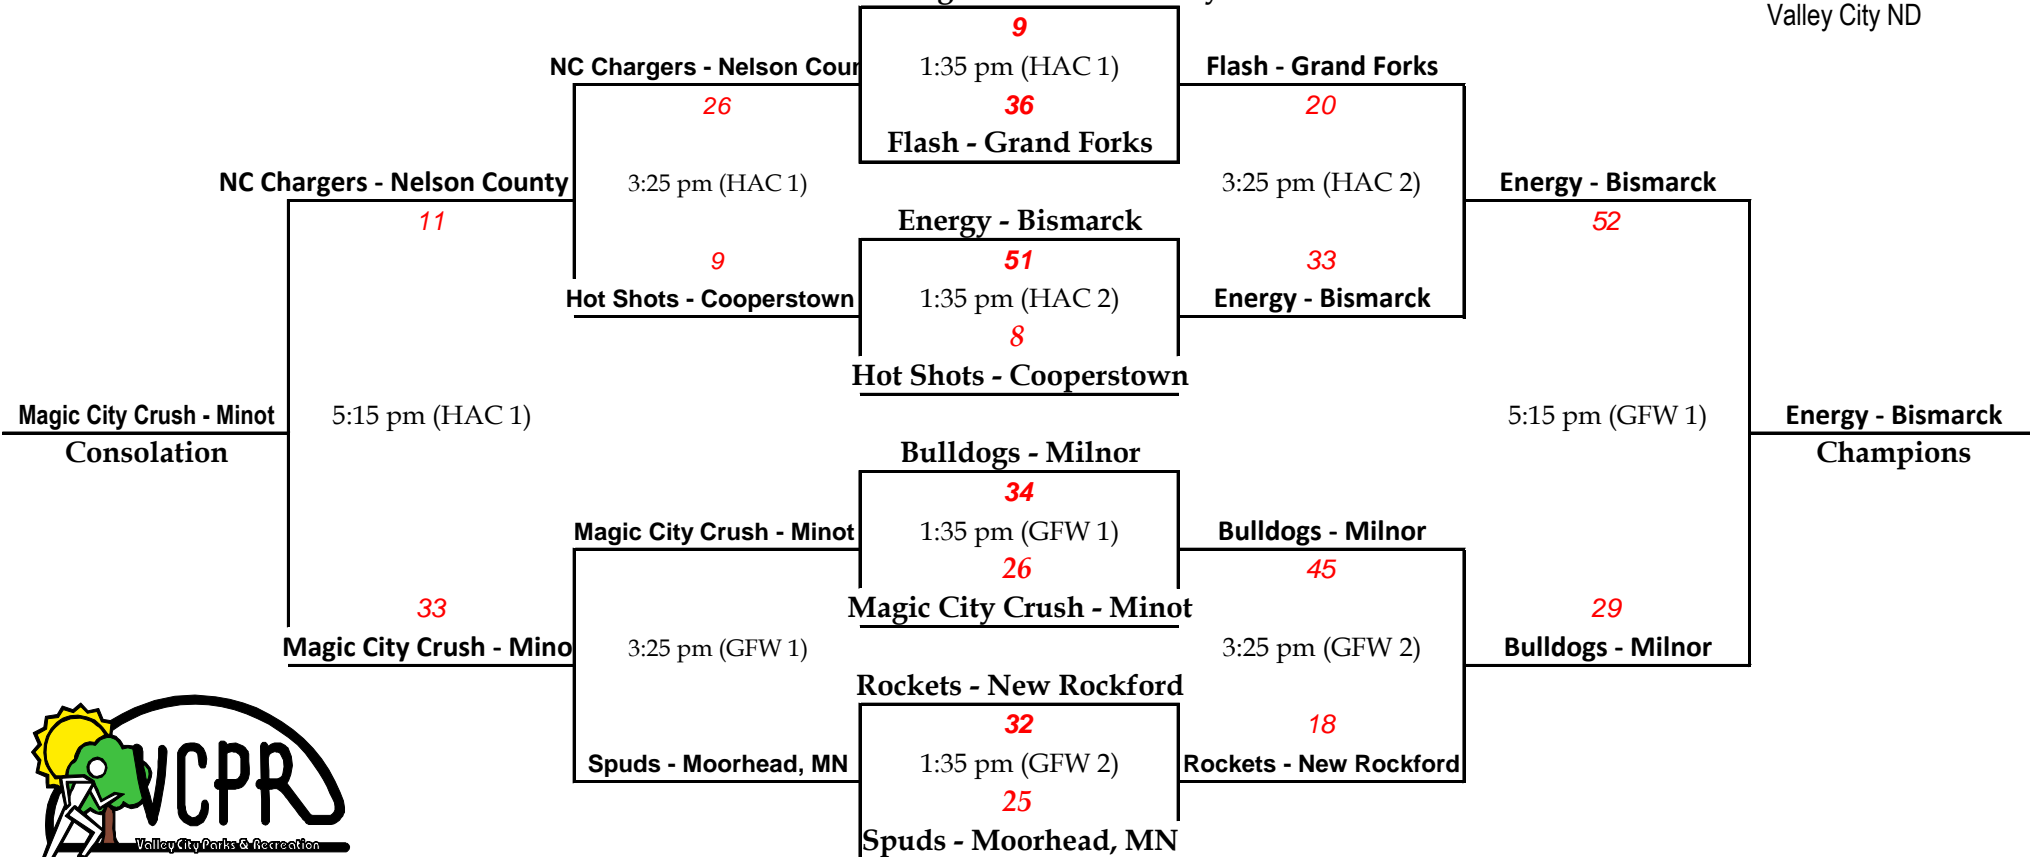 Valley City ND
9
NC Chargers - Nelson Cour
1:35 pm (HAC 1)
Flash - Grand Forks
26
36
20
Flash - Grand Forks
NC Chargers - Nelson County
3:25 pm (HAC 1)
3:25 pm (HAC 2)
Energy - Bismarck
11
Energy - Bismarck
52
9
51
33
Hot Shots - Cooperstown
1:35 pm (HAC 2)
Energy - Bismarck
8
Hot Shots - Cooperstown
Magic City Crush - Minot
5:15 pm (HAC 1)
5:15 pm (GFW 1)
Energy - Bismarck
Consolation
Bulldogs - Milnor
Champions
34
Magic City Crush - Minot
1:35 pm (GFW 1)
Bulldogs - Milnor
26
45
33
Magic City Crush - Minot
29
Magic City Crush - Mino
3:25 pm (GFW 1)
3:25 pm (GFW 2)
Bulldogs - Milnor
Rockets - New Rockford
32
18
Spuds - Moorhead, MN
1:35 pm (GFW 2)
Rockets - New Rockford
VCPR
25
Valley City Parks & Recreation
Spuds - Moorhead, MN